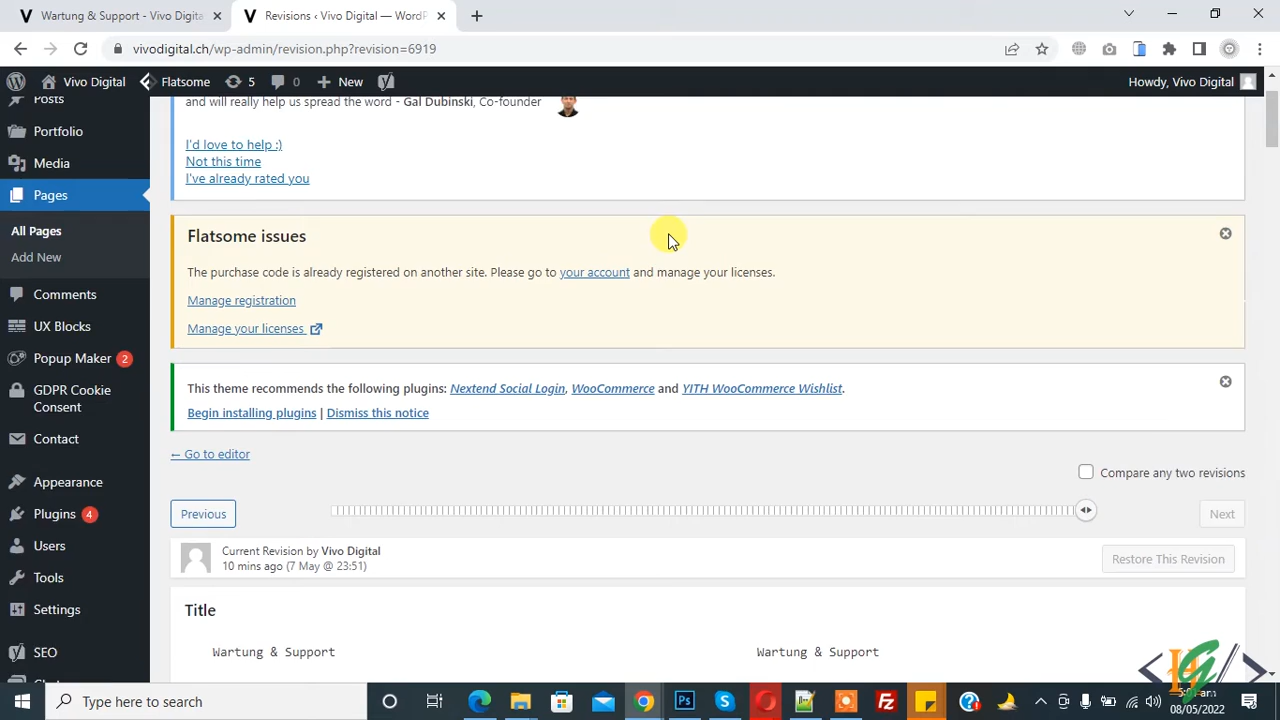 Wartung & Support - Vivo Digita
Revisions ‹ Vivo Digital — WordP
vivodigital.ch/wp-admin/revision.php?revision=6919
Vivo Digital
Flatsome
5
0
New
Howdy, Vivo Digital
Posts
Portfolio
Media
Pages
All Pages
Add New
Comments
UX Blocks
Popup Maker 2
GDPR Cookie
Consent
Contact
Appearance
Plugins 4
Users
Tools
Settings
SEO
and will really help us spread the word - Gal Dubinski, Co-founder
I'd love to help :)
Not this time
I've already rated you
Flatsome issues
The purchase code is already registered on another site. Please go to your account and manage your licenses.
Manage registration
Manage your licenses
This theme recommends the following plugins: Nextend Social Login, WooCommerce and YITH WooCommerce Wishlist.
Begin installing plugins | Dismiss this notice
← Go to editor
Compare any two revisions
Previous
Next
Current Revision by Vivo Digital
10 mins ago (7 May @ 23:51)
Restore This Revision
Title
Wartung & Support
Wartung & Support
Type here to search
08/05/2022